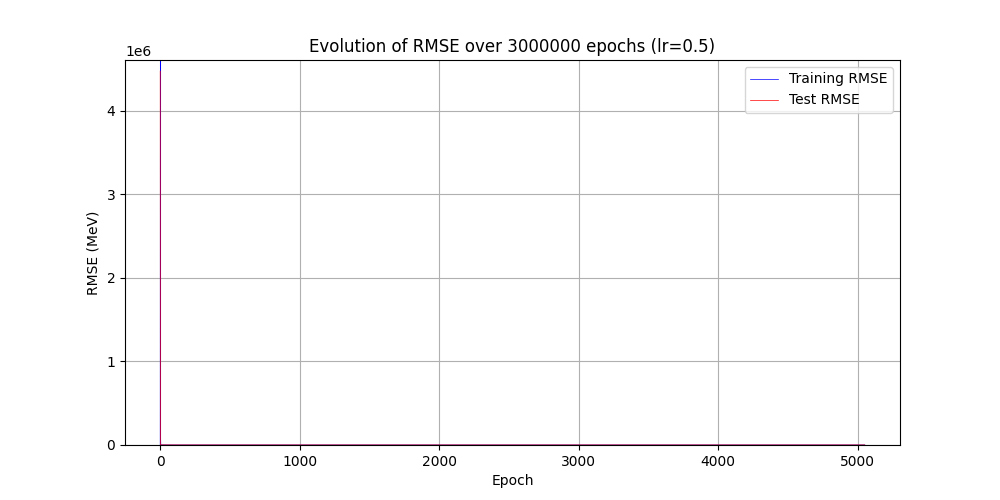 Evolution of RMSE over 3000000 epochs (lr=0.5)
1e6
Training RMSE
Test RMSE
4
3
2
1
0
RMSE (MeV)
0 1000 2000 3000 4000 5000
Epoch